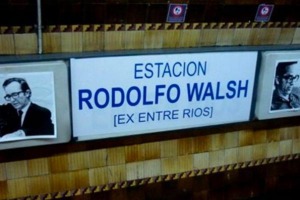 ESTACION
RODOLFO WALSH
[EX ENTRE RIOS]